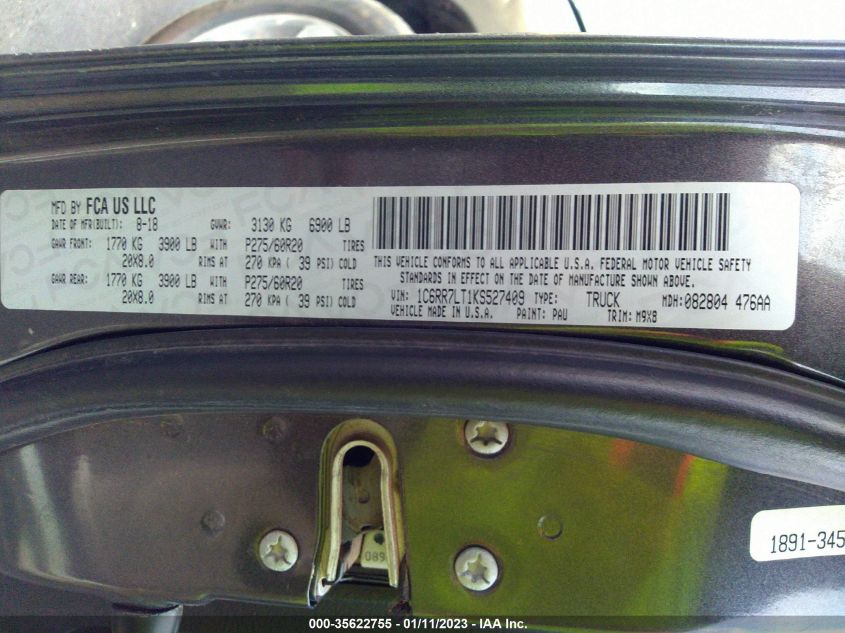 MFD BY FCA US LLC
DATE OF MFR(BUILT): 8-18 GVWR: 3130 KG 6900 LB
GAWR FRONT: 1770 KG 3900 LB WITH P275/60R20 TIRES
20X8.0 RIMS AT 270 KPA ( 39 PSI) COLD
GAWR REAR: 1770 KG 3900 LB WITH P275/60R20 TIRES
20X8.0 RIMS AT 270 KPA ( 39 PSI) COLD
THIS VEHICLE CONFORMS TO ALL APPLICABLE U.S.A. FEDERAL MOTOR VEHICLE SAFETY
STANDARDS IN EFFECT ON THE DATE OF MANUFACTURE SHOWN ABOVE.
VIN: 1C6RR7LT1KS527409 TYPE: TRUCK MDH: 082804 476AA
VEHICLE MADE IN U.S.A. PAINT: PAU TRIM: M9X8
089
1891-345
000-35622755 - 01/11/2023 - IAA Inc.